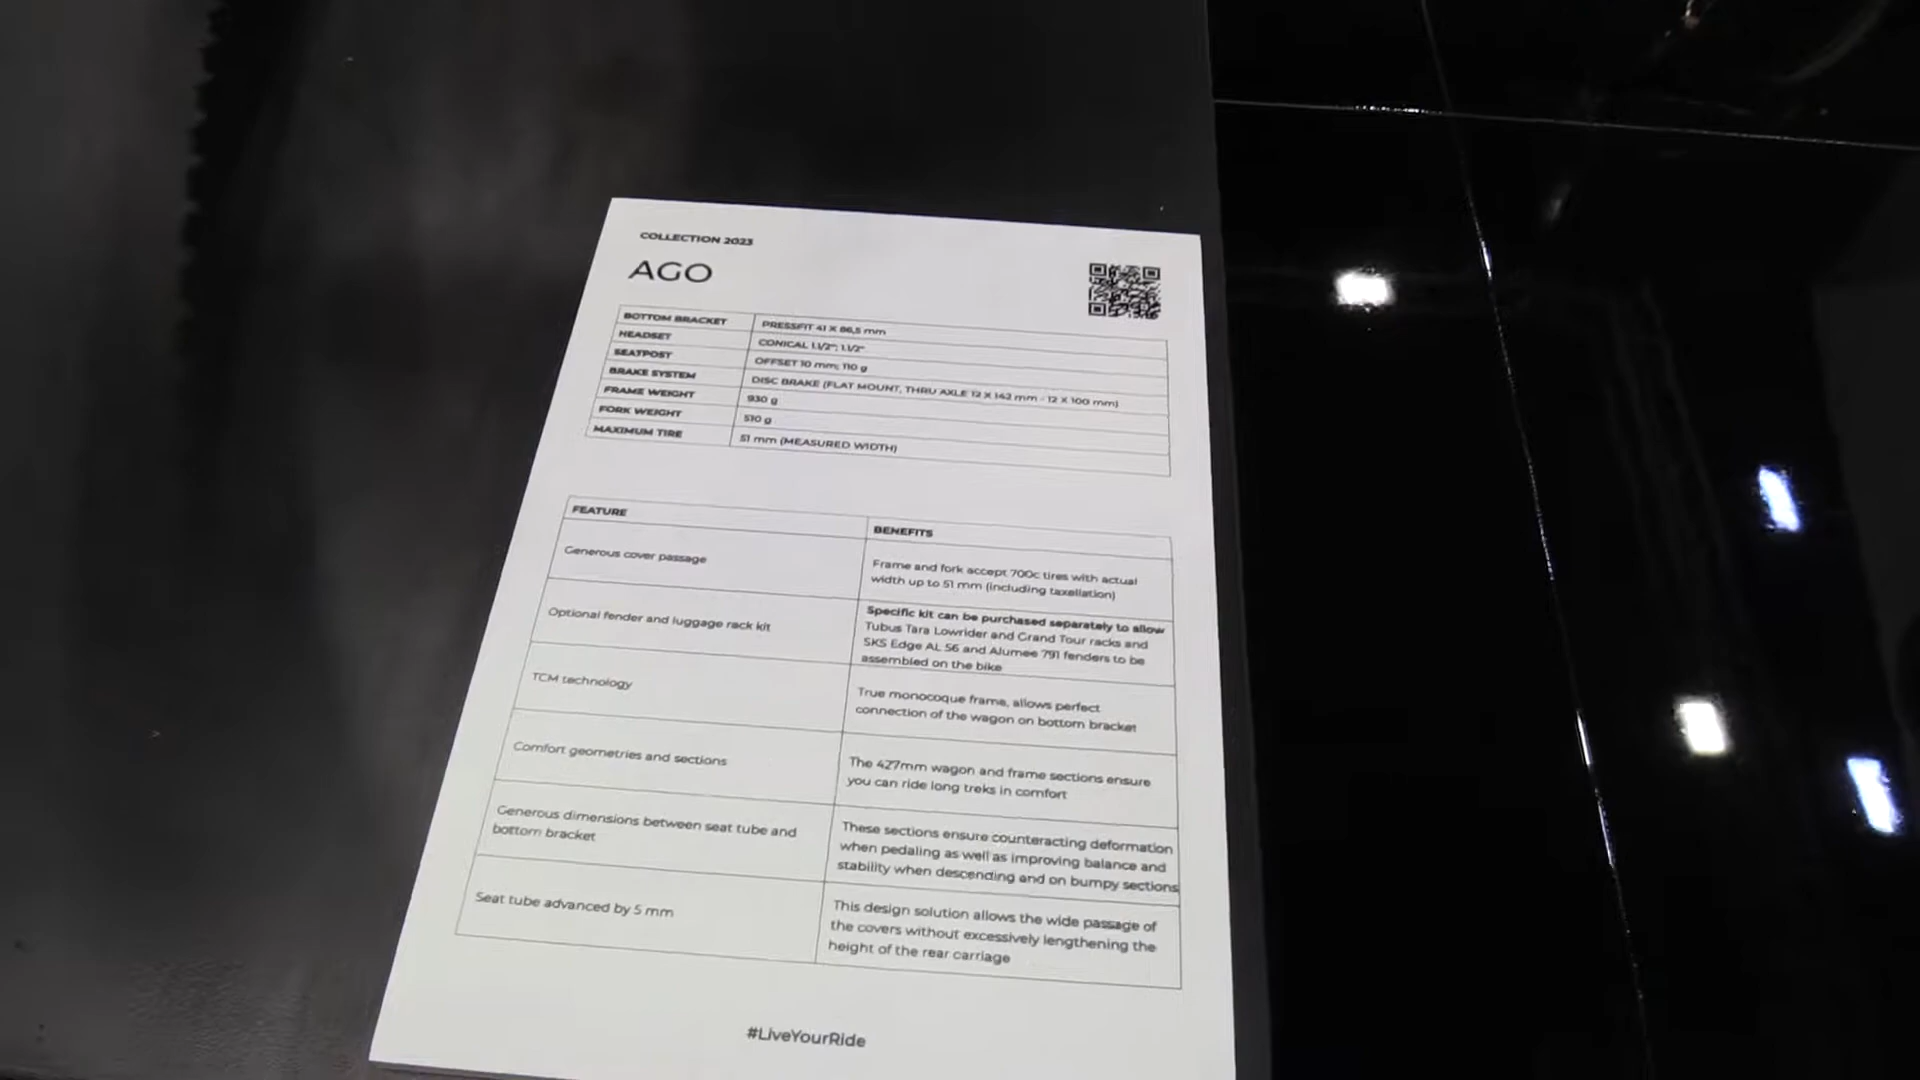 COLLECTION 2023
AGO
BOTTOM BRACKET PRESSFIT 41 X 86,5 mm
HEADSET CONICAL 1.1/2"; 1.1/2"
SEATPOST OFFSET 10 mm; 110 g
BRAKE SYSTEM DISC BRAKE (FLAT MOUNT, THRU AXLE 12 X 142 mm - 12 X 100 mm)
FRAME WEIGHT 930 g
FORK WEIGHT 510 g
MAXIMUM TIRE 51 mm (MEASURED WIDTH)
FEATURE BENEFITS
Generous cover passage
Frame and fork accept 700c tires with actual
width up to 51 mm (including taxellation)
Optional fender and luggage rack kit
Specific kit can be purchased separately to allow
Tubus Tara Lowrider and Grand Tour racks and
SKS Edge AL 56 and Alumee 791 fenders to be
assembled on the bike
TCM technology
True monocoque frame, allows perfect
connection of the wagon on bottom bracket
Comfort geometries and sections
The 427mm wagon and frame sections ensure
you can ride long treks in comfort
Generous dimensions between seat tube and
bottom bracket
These sections ensure counteracting deformation
when pedaling as well as improving balance and
stability when descending and on bumpy sections
Seat tube advanced by 5 mm
This design solution allows the wide passage of
the covers without excessively lengthening the
height of the rear carriage
#LiveYourRide